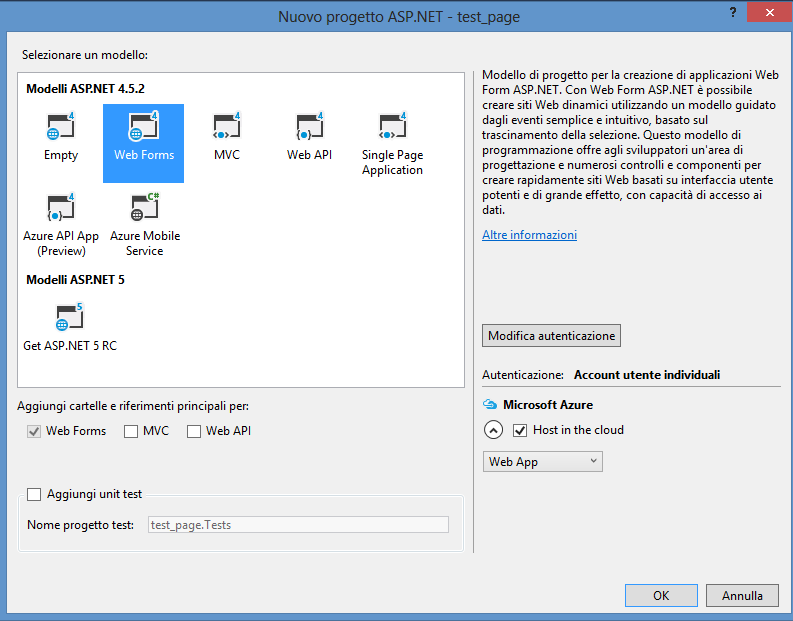 Nuovo progetto ASP.NET - test_page
?
Selezionare un modello:
Modelli ASP.NET 4.5.2
4 4 4 4 4
Empty
Web Forms
MVC
Web API
Single Page
Application
4
C#
Azure API App
(Preview)
Azure Mobile
Service
Modelli ASP.NET 5
5
Get ASP.NET 5 RC
Aggiungi cartelle e riferimenti principali per:
Web Forms
MVC
Web API
Aggiungi unit test
Nome progetto test:
test_page.Tests
Modello di progetto per la creazione di applicazioni Web
Form ASP.NET. Con Web Form ASP.NET è possibile
creare siti Web dinamici utilizzando un modello guidato
dagli eventi semplice e intuitivo, basato sul
trascinamento della selezione. Questo modello di
programmazione offre agli sviluppatori un'area di
progettazione e numerosi controlli e componenti per
creare rapidamente siti Web basati su interfaccia utente
potenti e di grande effetto, con capacità di accesso ai
dati.
Altre informazioni
Modifica autenticazione
Autenticazione: Account utente individuali
Microsoft Azure
Host in the cloud
Web App
OK
Annulla